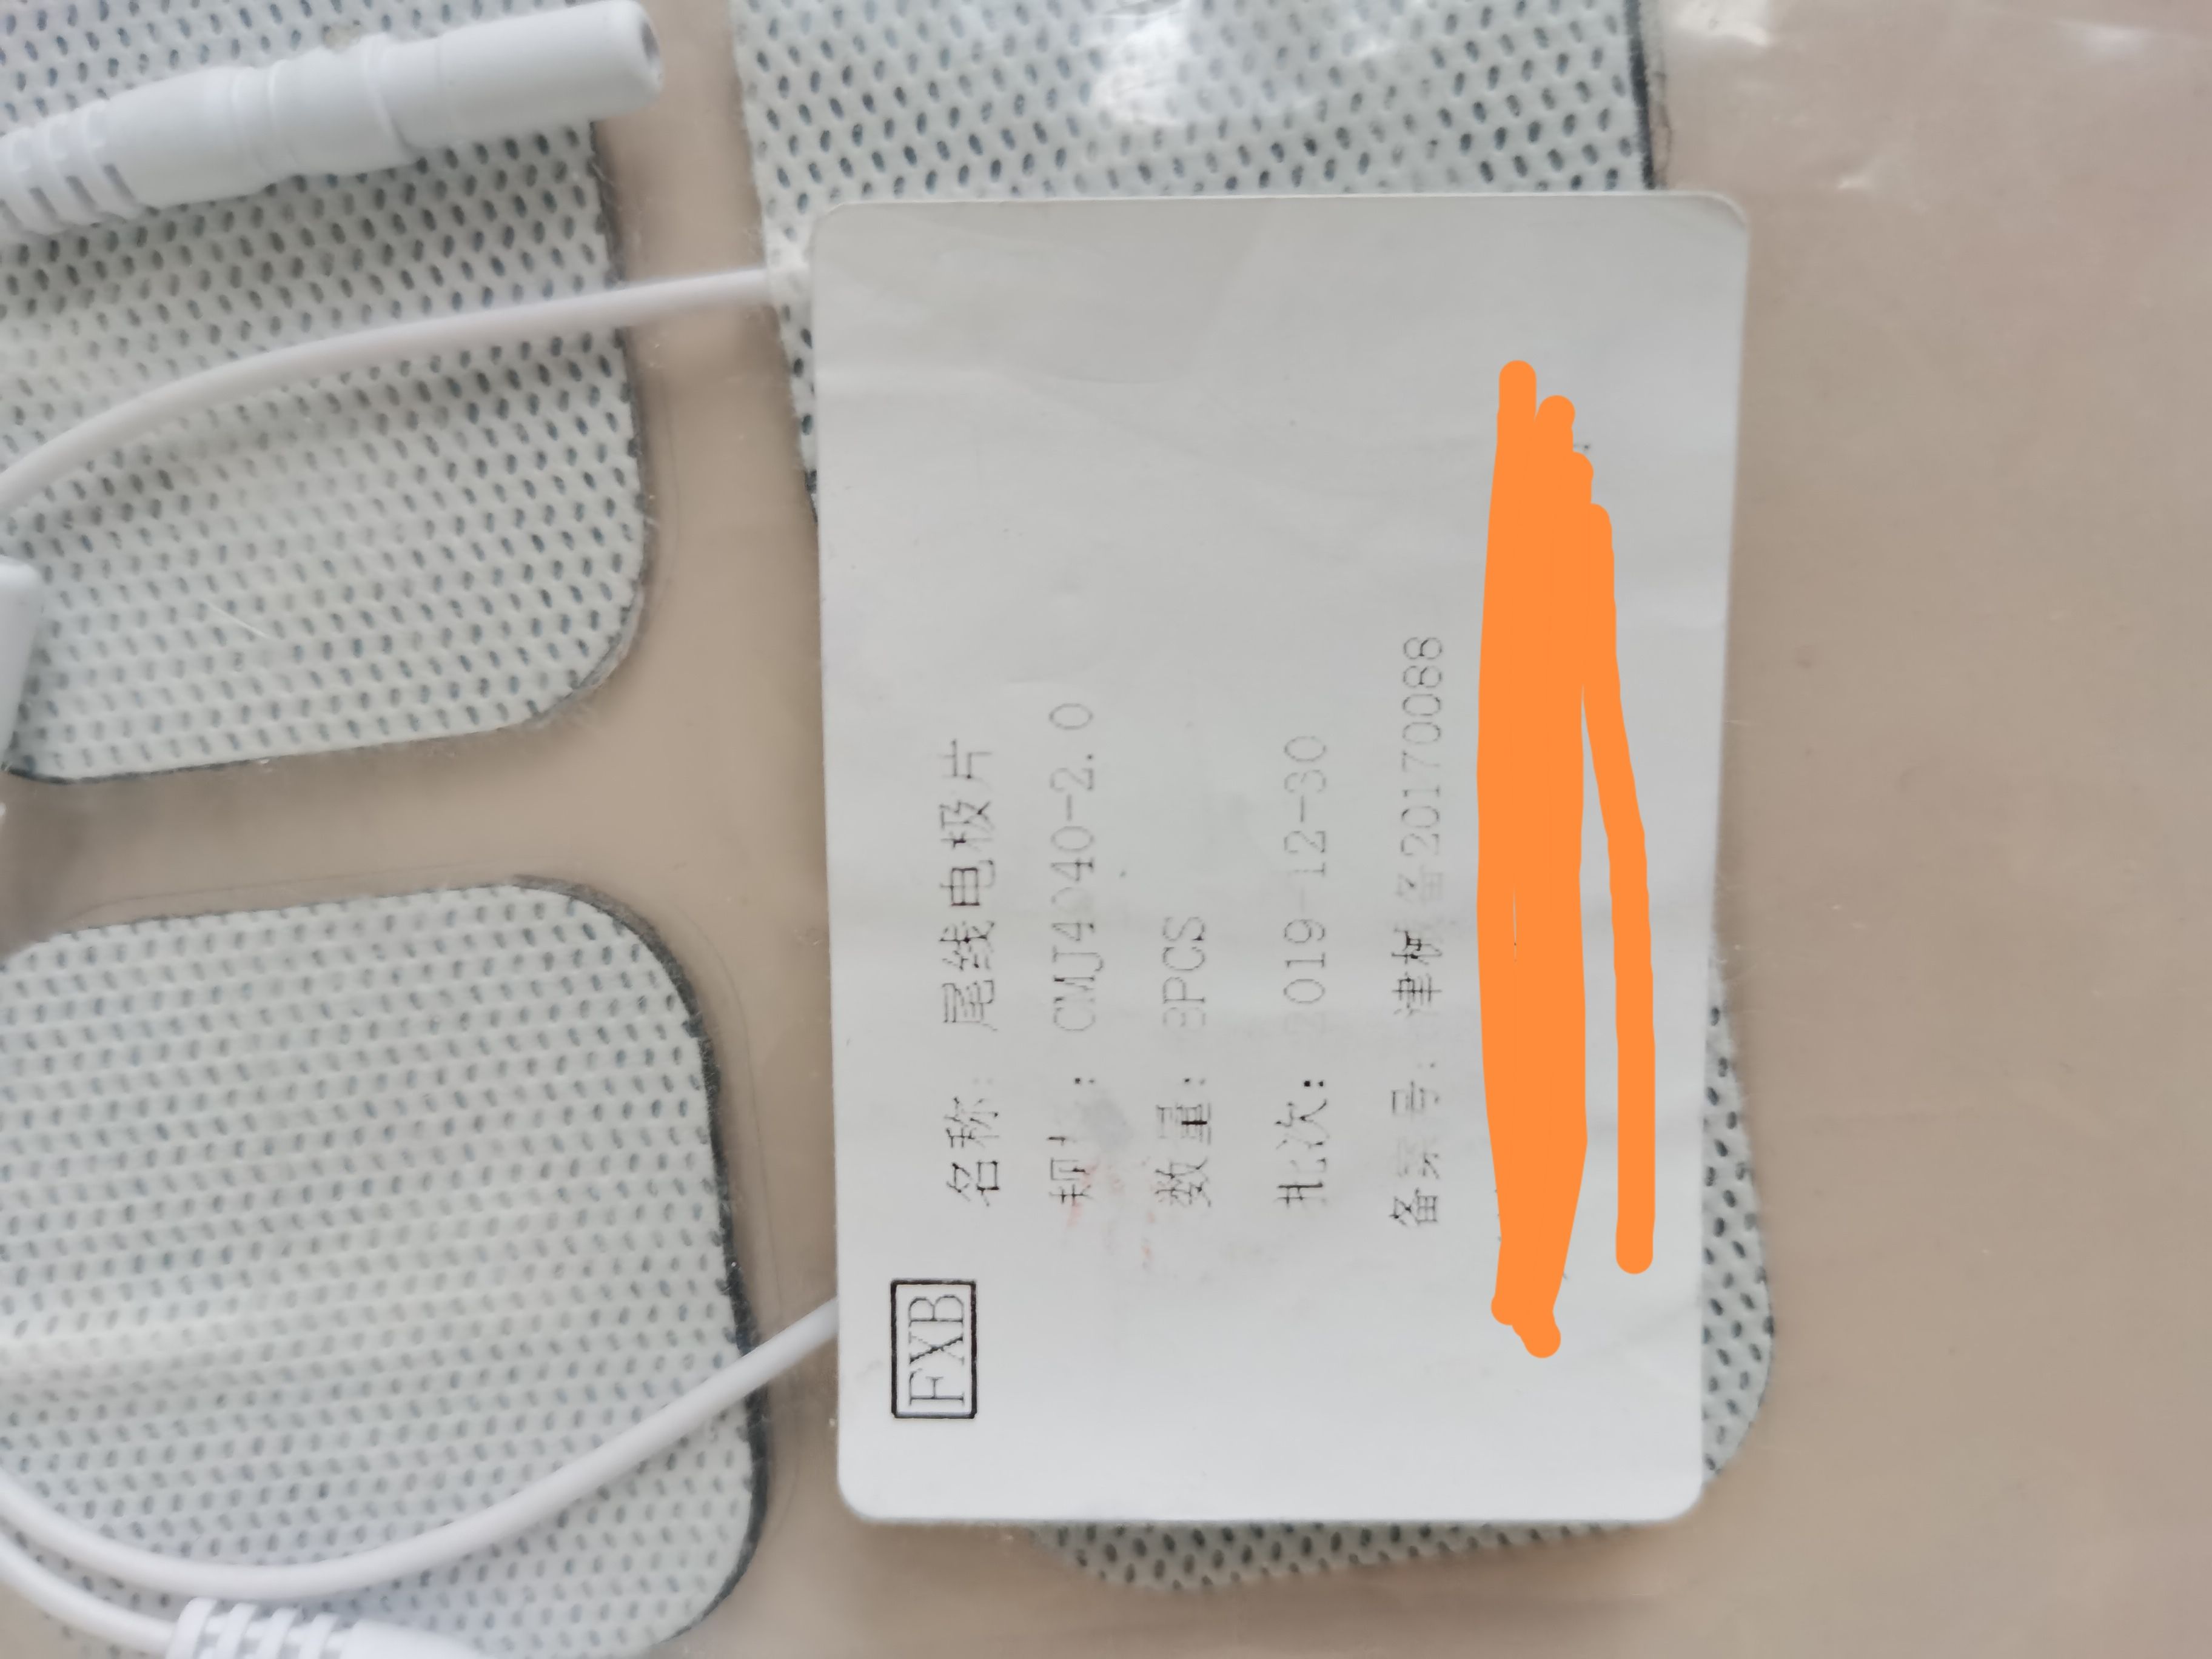 FXB
名称：尾线电极片
规 ：CMJ4040-2.0
数量：8PCS
批次：2019-12-30
备案号：津械备20170088